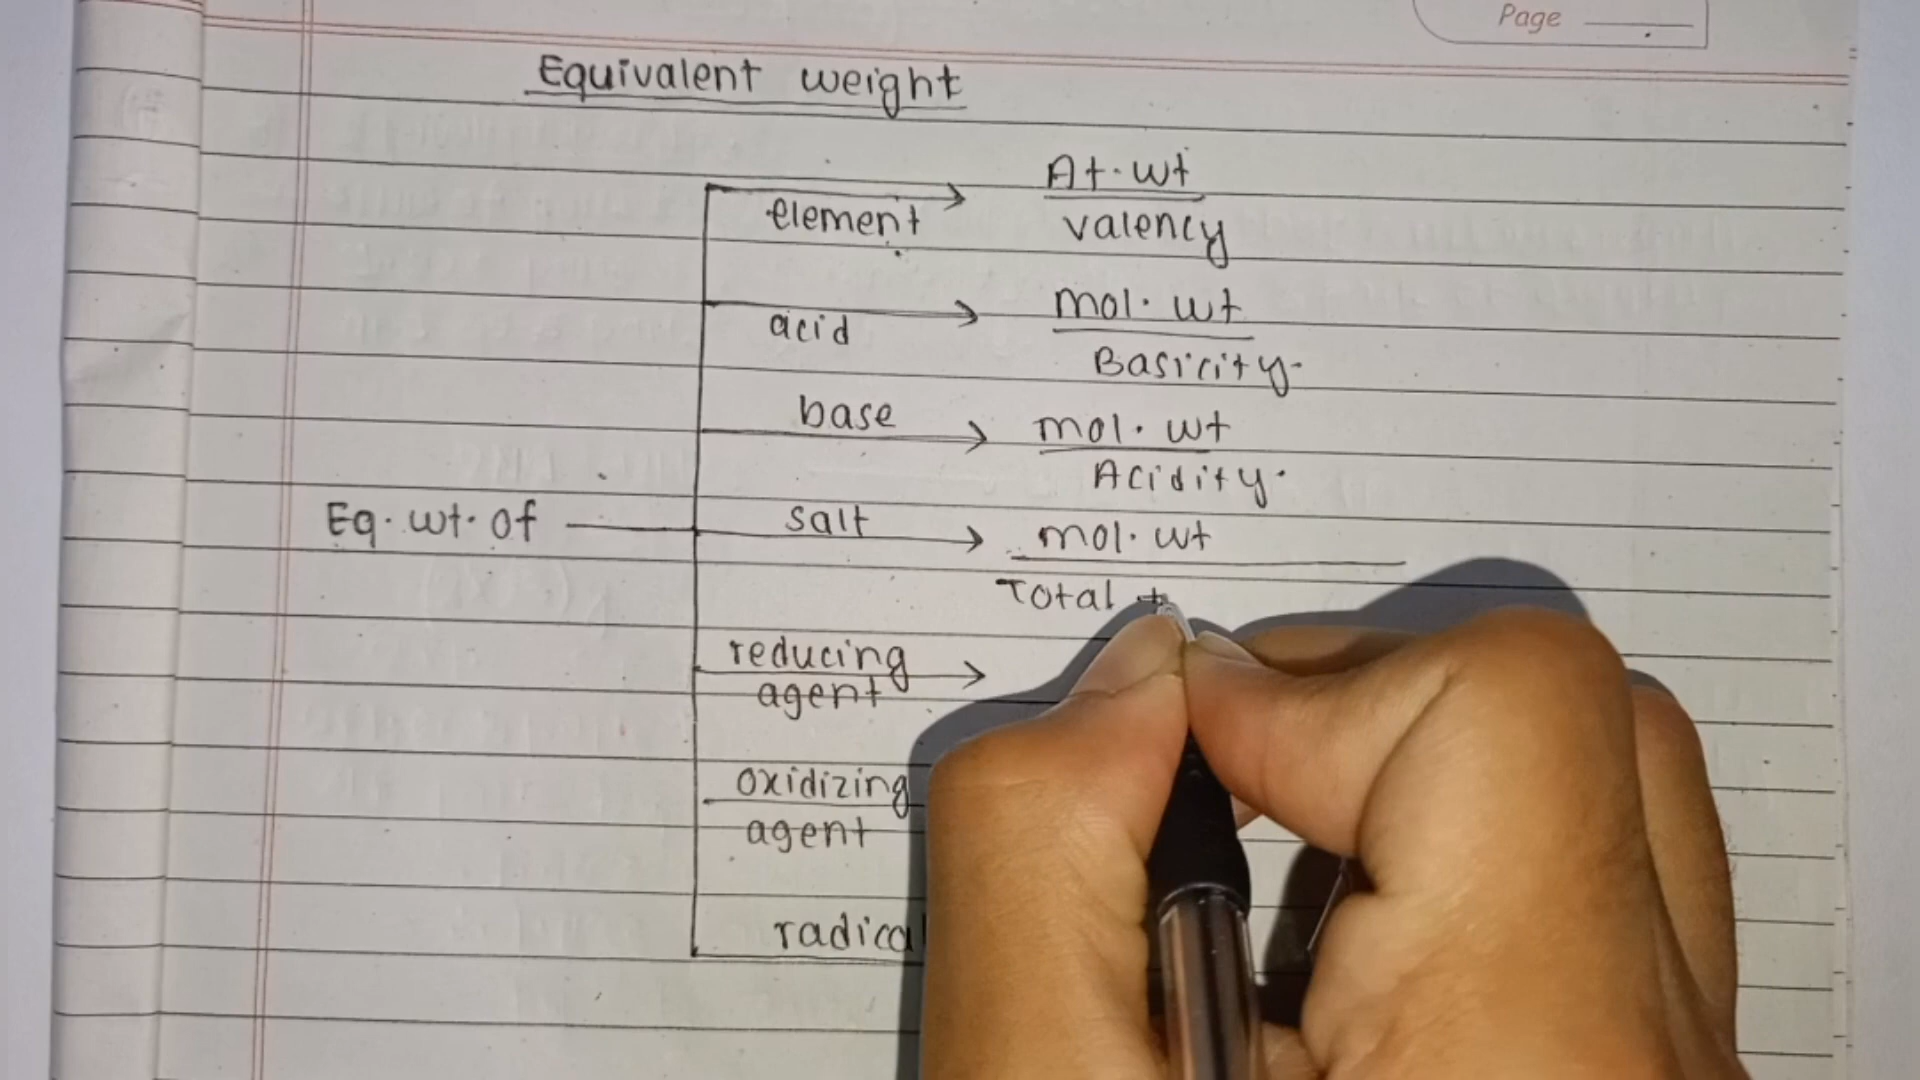 Page
Equivalent weight
At. wt
element
valency
mol. wt
acid
Basicity.
base
mol. wt
Acidity.
Eq. wt. of
salt
mol. wt
Total +
reducing
agent
oxidizing
agent